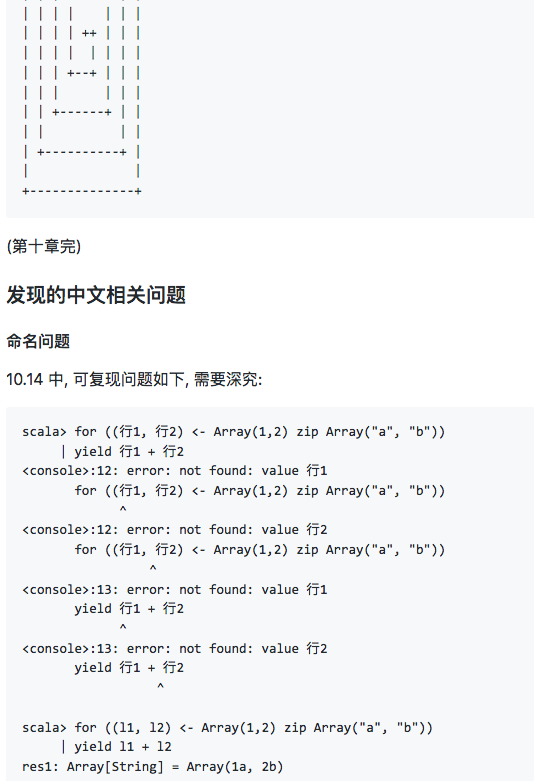 | | | |    | | |
| | | | ++ | | |
| | | |  | | | |
| | | +--+ | | |
| | |      | | |
| | +------+ | |
| |          | |
| +----------+ |
|              |
+--------------+
(第十章完)
发现的中文相关问题
命名问题
10.14 中, 可复现问题如下, 需要深究:
scala> for ((行1, 行2) <- Array(1,2) zip Array("a", "b"))
     | yield 行1 + 行2
<console>:12: error: not found: value 行1
       for ((行1, 行2) <- Array(1,2) zip Array("a", "b"))
             ^
<console>:12: error: not found: value 行2
       for ((行1, 行2) <- Array(1,2) zip Array("a", "b"))
                 ^
<console>:13: error: not found: value 行1
       yield 行1 + 行2
             ^
<console>:13: error: not found: value 行2
       yield 行1 + 行2
                  ^
scala> for ((l1, l2) <- Array(1,2) zip Array("a", "b"))
     | yield l1 + l2
res1: Array[String] = Array(1a, 2b)